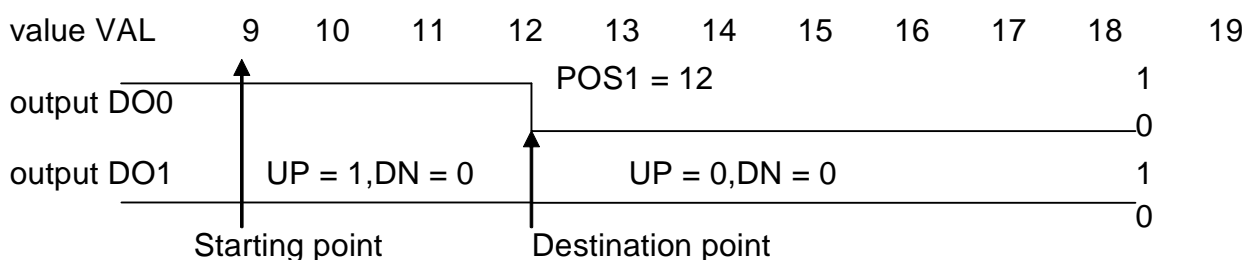 value VAL 9 10 11 12 13 14 15 16 17 18 19
POS1 = 12 1
output DO0
0
output DO1 UP = 1,DN = 0 UP = 0,DN = 0 1
0
Starting point Destination point